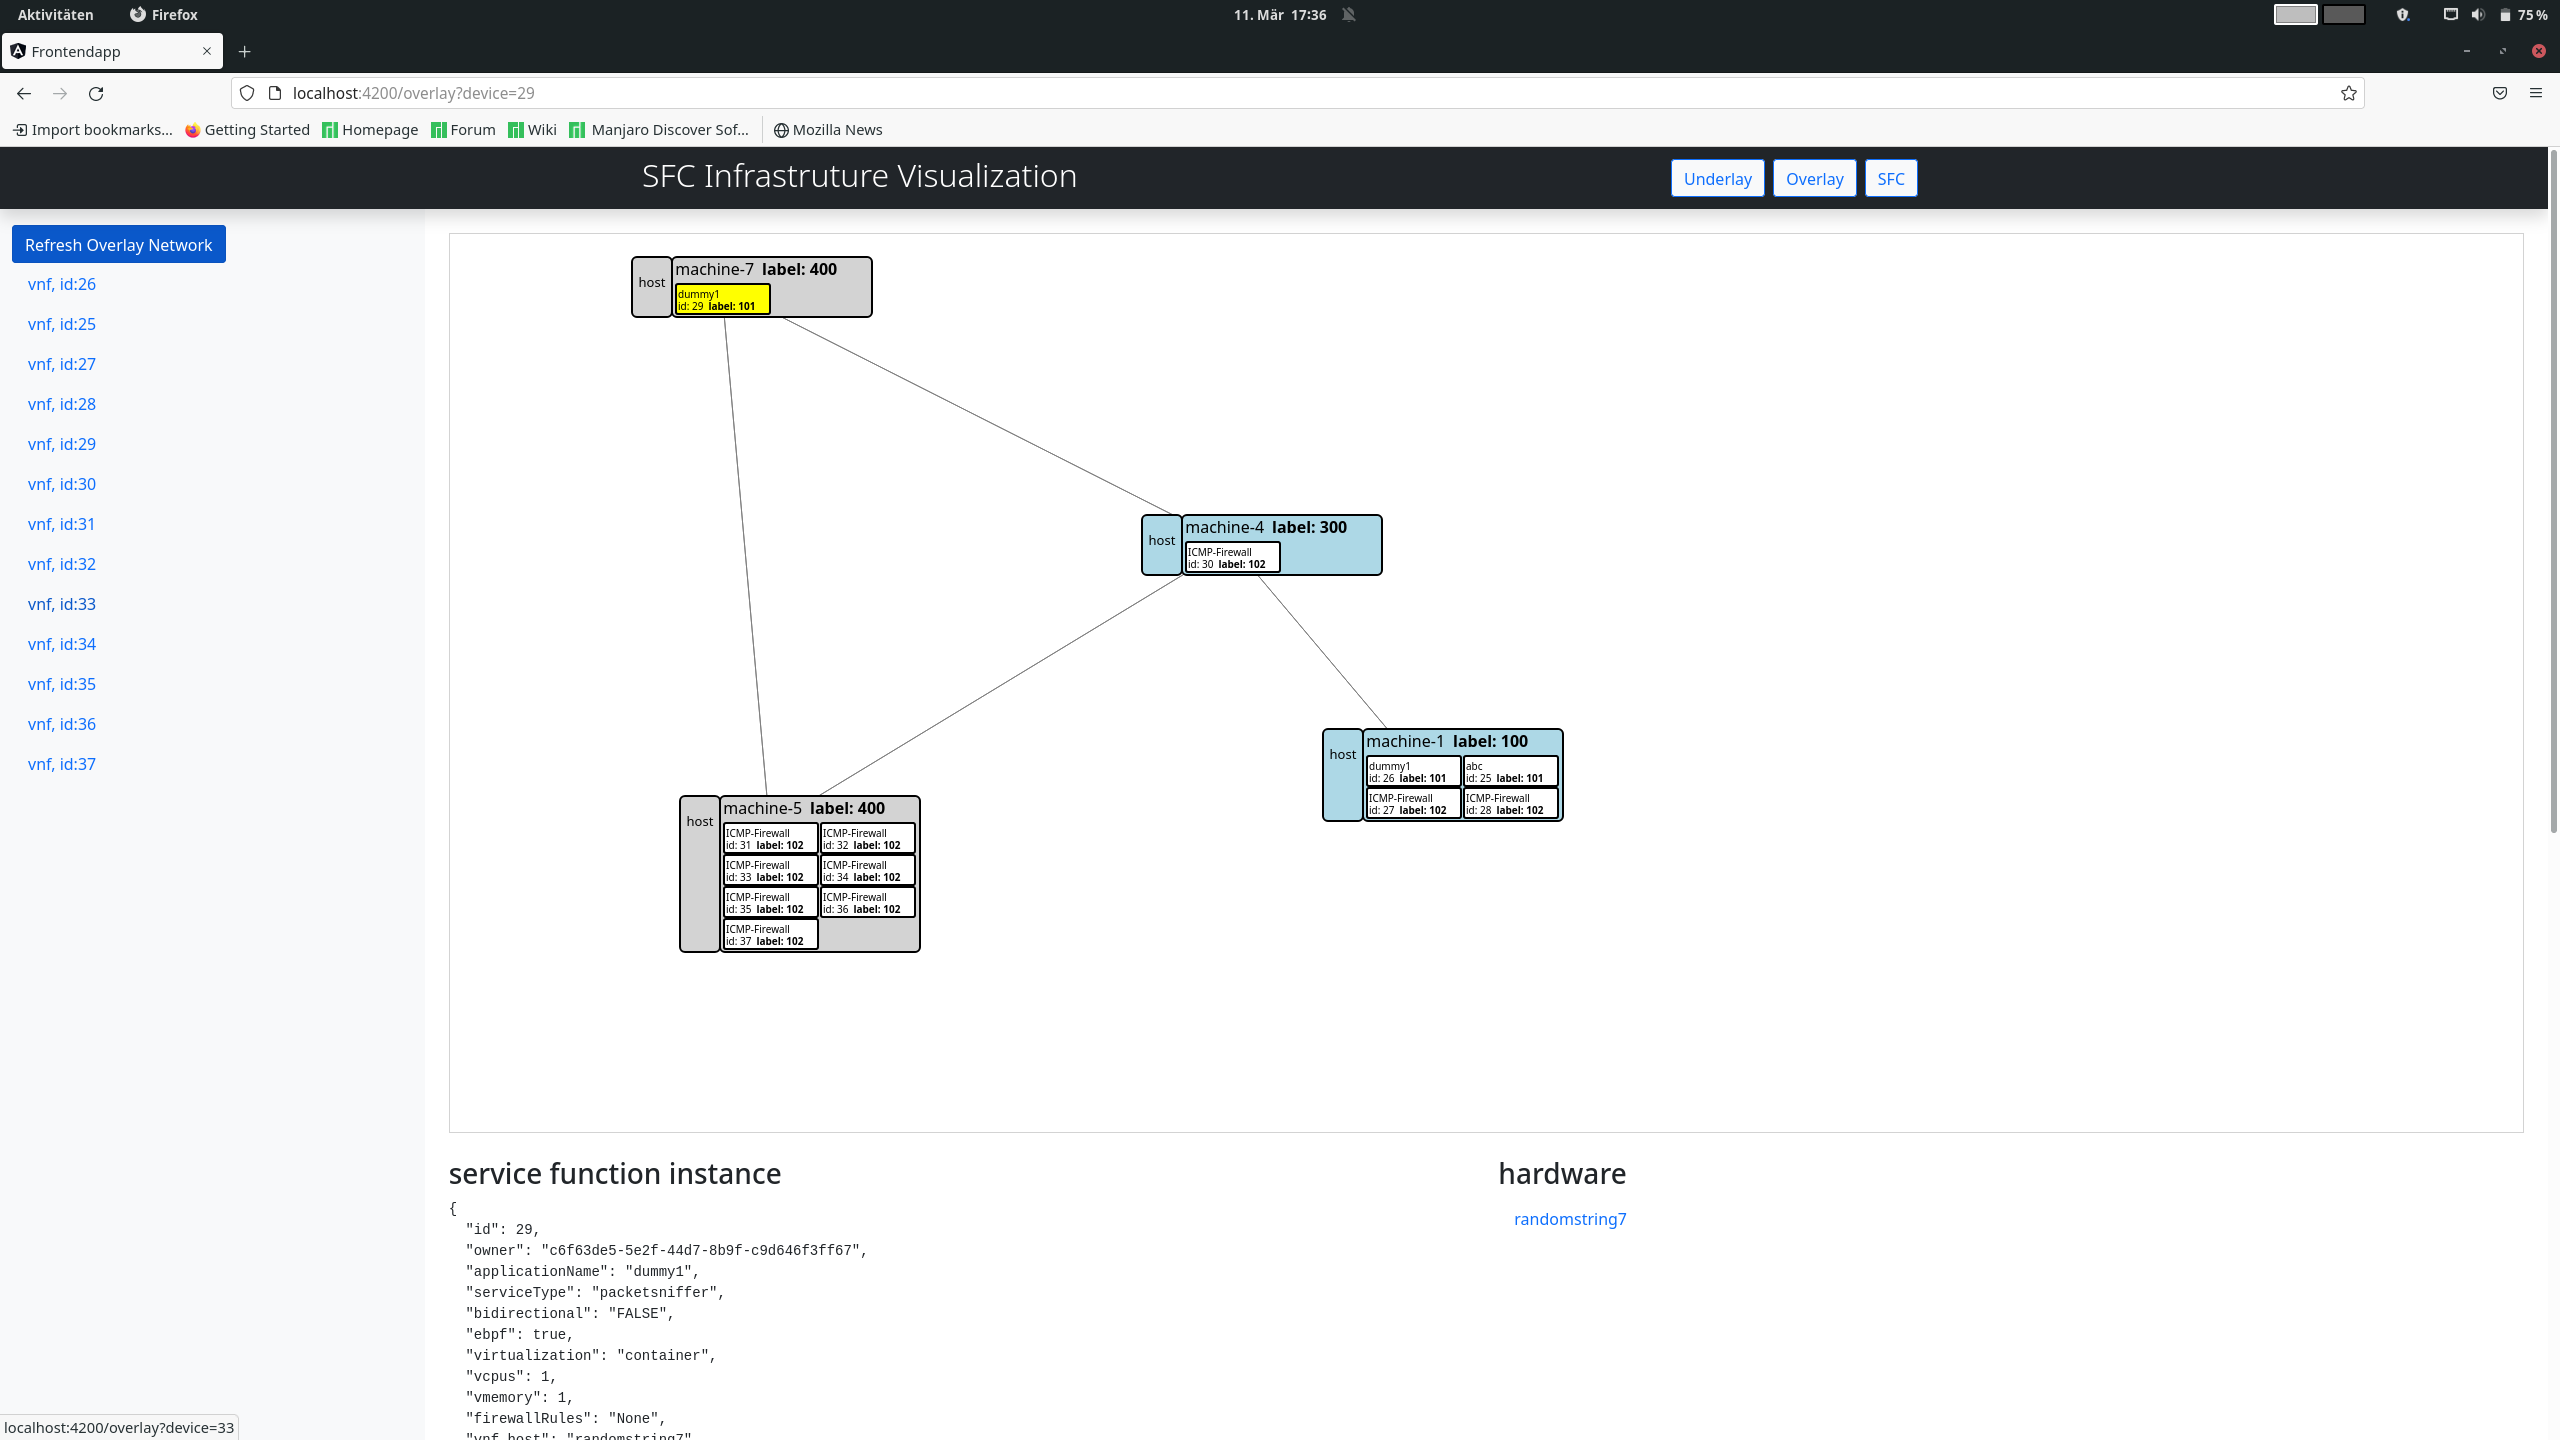 Aktivitäten Firefox 11. Mär 17:36 75 %
Frontendapp
localhost:4200/overlay?device=29
Import bookmarks... Getting Started Homepage Forum Wiki Manjaro Discover Sof... Mozilla News
SFC Infrastruture Visualization Underlay Overlay SFC
Refresh Overlay Network
vnf, id:26
vnf, id:25
vnf, id:27
vnf, id:28
vnf, id:29
vnf, id:30
vnf, id:31
vnf, id:32
vnf, id:33
vnf, id:34
vnf, id:35
vnf, id:36
vnf, id:37
host machine-7 label: 400
dummy1
id: 29 label: 101
host machine-4 label: 300
ICMP-Firewall
id: 30 label: 102
host machine-1 label: 100
dummy1 abc
id: 26 label: 101 id: 25 label: 101
ICMP-Firewall ICMP-Firewall
id: 27 label: 102 id: 28 label: 102
host machine-5 label: 400
ICMP-Firewall ICMP-Firewall
id: 31 label: 102 id: 32 label: 102
ICMP-Firewall ICMP-Firewall
id: 33 label: 102 id: 34 label: 102
ICMP-Firewall ICMP-Firewall
id: 35 label: 102 id: 36 label: 102
ICMP-Firewall
id: 37 label: 102
service function instance
{
"id": 29,
"owner": "c6f63de5-5e2f-44d7-8b9f-c9d646f3ff67",
"applicationName": "dummy1",
"serviceType": "packetsniffer",
"bidirectional": "FALSE",
"ebpf": true,
"virtualization": "container",
"vcpus": 1,
"vmemory": 1,
"firewallRules": "None",
"vnf_host": "randomstring7"
hardware
randomstring7
localhost:4200/overlay?device=33